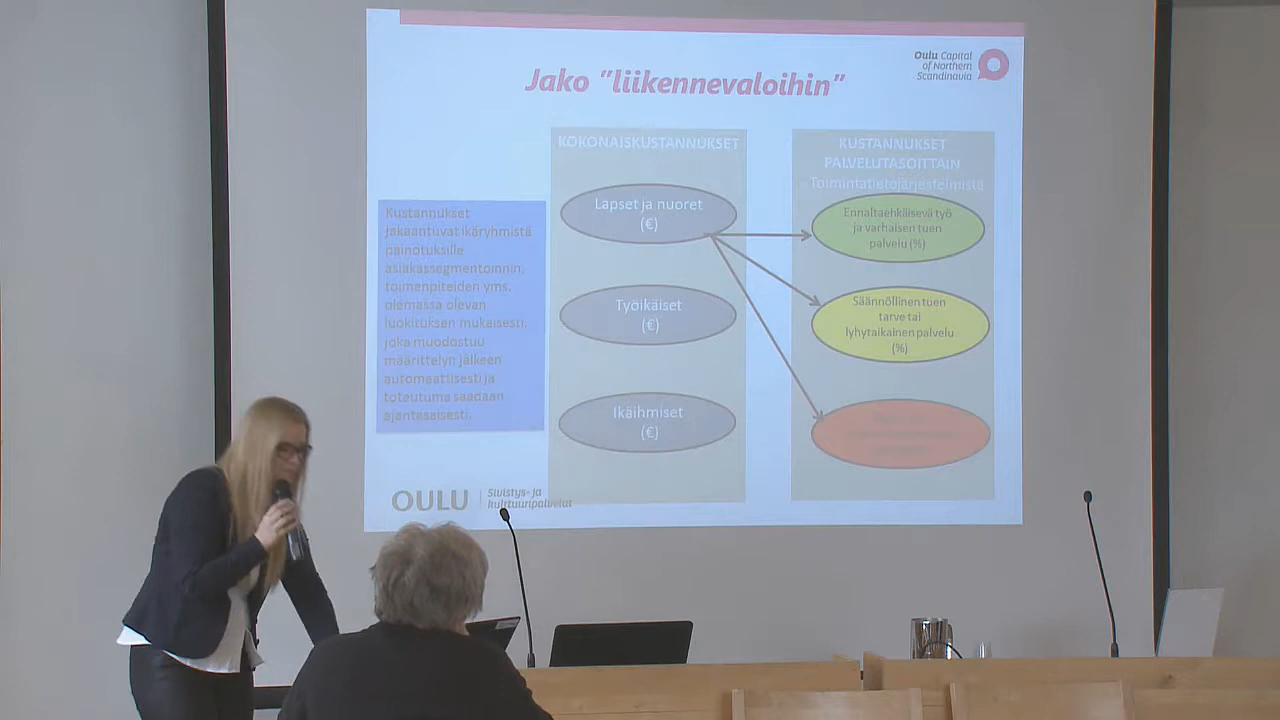 Jako "liikennevaloihin"
Oulu Capital
of Northern
Scandinavia
Kustannukset
jakaantuvat ikäryhmistä
painotuksille
asiakassegmentoinnin,
toimenpiteiden yms.
olemassa olevan
luokituksen mukaisesti,
joka muodostuu
määrittelyn jälkeen
automaattisesti ja
toteutuma saadaan
ajantasaisesti.
KOKONAISKUSTANNUKSET
Lapset ja nuoret
(€)
Työikäiset
(€)
Ikäihmiset
(€)
KUSTANNUKSET
PALVELUTASOITTAIN
Toimintatietojärjestelmistä
Ennaltaehkäisevä työ
ja varhaisen tuen
palvelu (%)
Säännöllinen tuen
tarve tai
lyhytaikainen palvelu
(%)
OULU
Sivistys- ja
kulttuuripalvelut